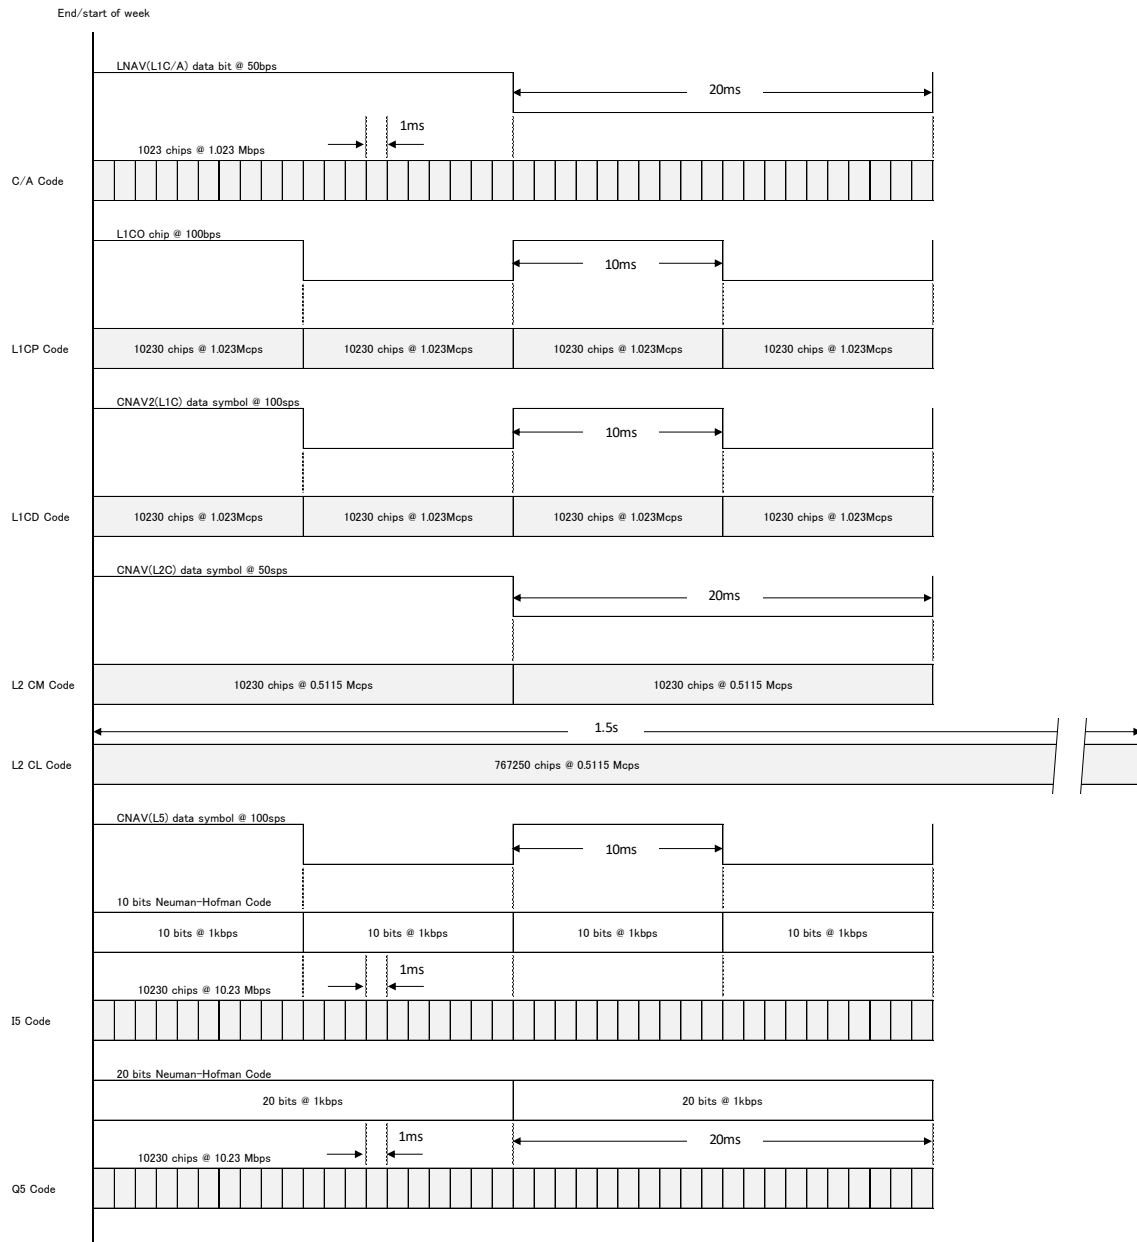 End/start of week
LNAV(L1C/A) data bit @ 50bps
20ms
1ms
1023 chips @ 1.023 Mbps
C/A Code
L1CO chip @ 100bps
10ms
L1CP Code
10230 chips @ 1.023Mcps 10230 chips @ 1.023Mcps 10230 chips @ 1.023Mcps 10230 chips @ 1.023Mcps
CNAV2(L1C) data symbol @ 100sps
10ms
L1CD Code
10230 chips @ 1.023Mcps 10230 chips @ 1.023Mcps 10230 chips @ 1.023Mcps 10230 chips @ 1.023Mcps
CNAV(L2C) data symbol @ 50sps
20ms
L2 CM Code
10230 chips @ 0.5115 Mcps 10230 chips @ 0.5115 Mcps
1.5s
L2 CL Code
767250 chips @ 0.5115 Mcps
CNAV(L5) data symbol @ 100sps
10ms
10 bits Neuman-Hofman Code
10 bits @ 1kbps 10 bits @ 1kbps 10 bits @ 1kbps 10 bits @ 1kbps
1ms
10230 chips @ 10.23 Mbps
I5 Code
20 bits Neuman-Hofman Code
20 bits @ 1kbps 20 bits @ 1kbps
1ms 20ms
10230 chips @ 10.23 Mbps
Q5 Code